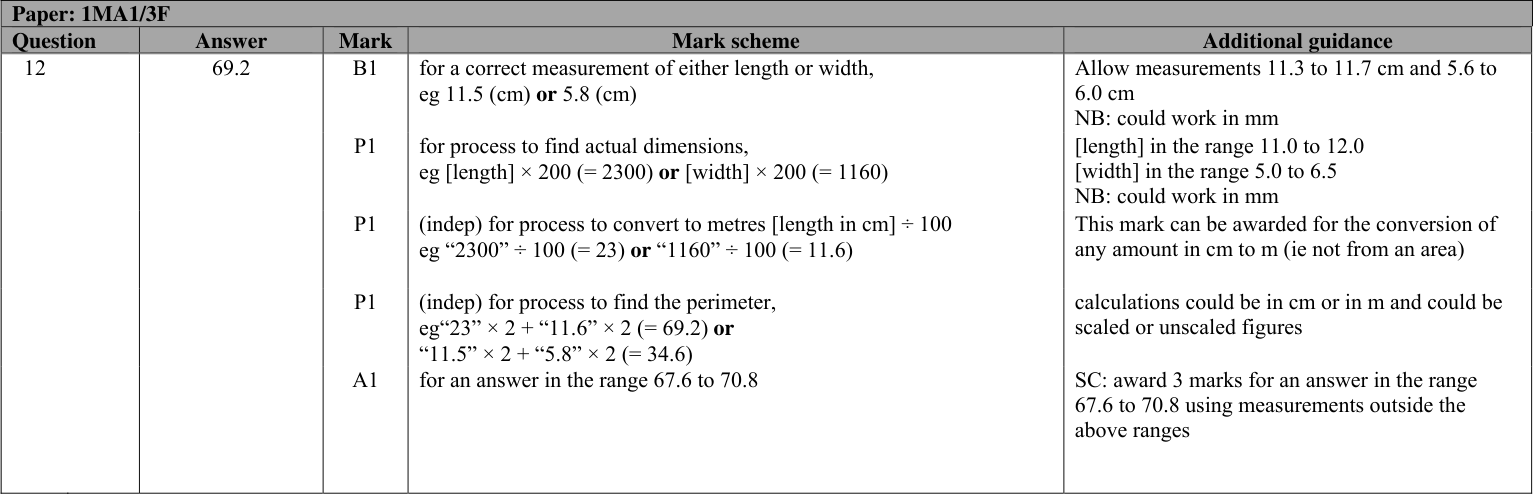 Paper: 1MA1/3F
Question Answer Mark Mark scheme Additional guidance
12 69.2 B1 for a correct measurement of either length or width, Allow measurements 11.3 to 11.7 cm and 5.6 to
eg 11.5 (cm) or 5.8 (cm) 6.0 cm
NB: could work in mm
P1 for process to find actual dimensions, [length] in the range 11.0 to 12.0
eg [length] × 200 (= 2300) or [width] × 200 (= 1160) [width] in the range 5.0 to 6.5
NB: could work in mm
P1 (indep) for process to convert to metres [length in cm] ÷ 100 This mark can be awarded for the conversion of
eg “2300” ÷ 100 (= 23) or “1160” ÷ 100 (= 11.6) any amount in cm to m (ie not from an area)
P1 (indep) for process to find the perimeter, calculations could be in cm or in m and could be
eg“23” × 2 + “11.6” × 2 (= 69.2) or scaled or unscaled figures
“11.5” × 2 + “5.8” × 2 (= 34.6)
A1 for an answer in the range 67.6 to 70.8 SC: award 3 marks for an answer in the range
67.6 to 70.8 using measurements outside the
above ranges